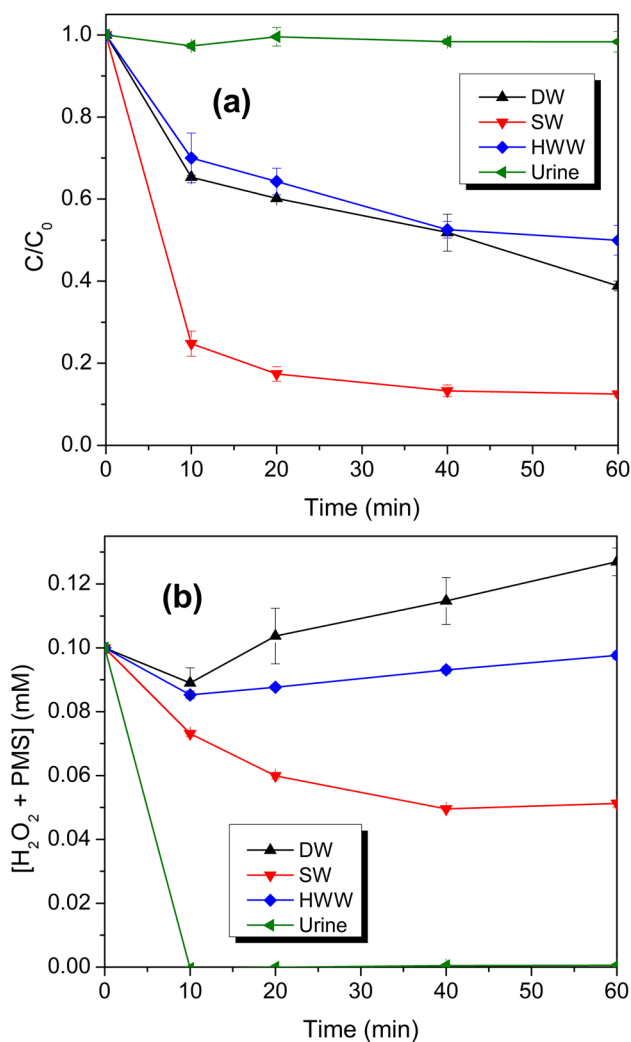 1.0
0.8
0.6
0.4
0.2
0.0
C/C₀
(a)
DW
SW
HWW
Urine
0 10 20 30 40 50 60
Time (min)
0.12
0.10
0.08
0.06
0.04
0.02
0.00
[H₂O₂ + PMS] (mM)
(b)
DW
SW
HWW
Urine
0 10 20 30 40 50 60
Time (min)